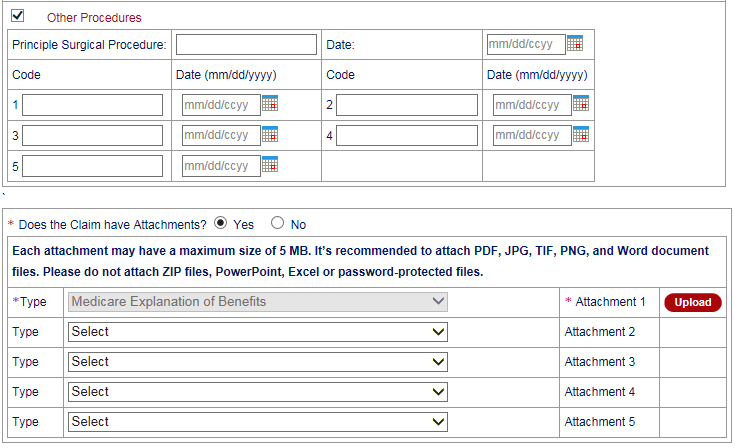 Other Procedures
Principle Surgical Procedure: Date: mm/dd/ccyy
Code Date (mm/dd/yyyy) Code Date (mm/dd/yyyy)
1 mm/dd/ccyy 2 mm/dd/ccyy
3 mm/dd/ccyy 4 mm/dd/ccyy
5 mm/dd/ccyy
`
* Does the Claim have Attachments? Yes No
Each attachment may have a maximum size of 5 MB. It's recommended to attach PDF, JPG, TIF, PNG, and Word document
files. Please do not attach ZIP files, PowerPoint, Excel or password-protected files.
*Type Medicare Explanation of Benefits * Attachment 1 Upload
Type Select Attachment 2
Type Select Attachment 3
Type Select Attachment 4
Type Select Attachment 5